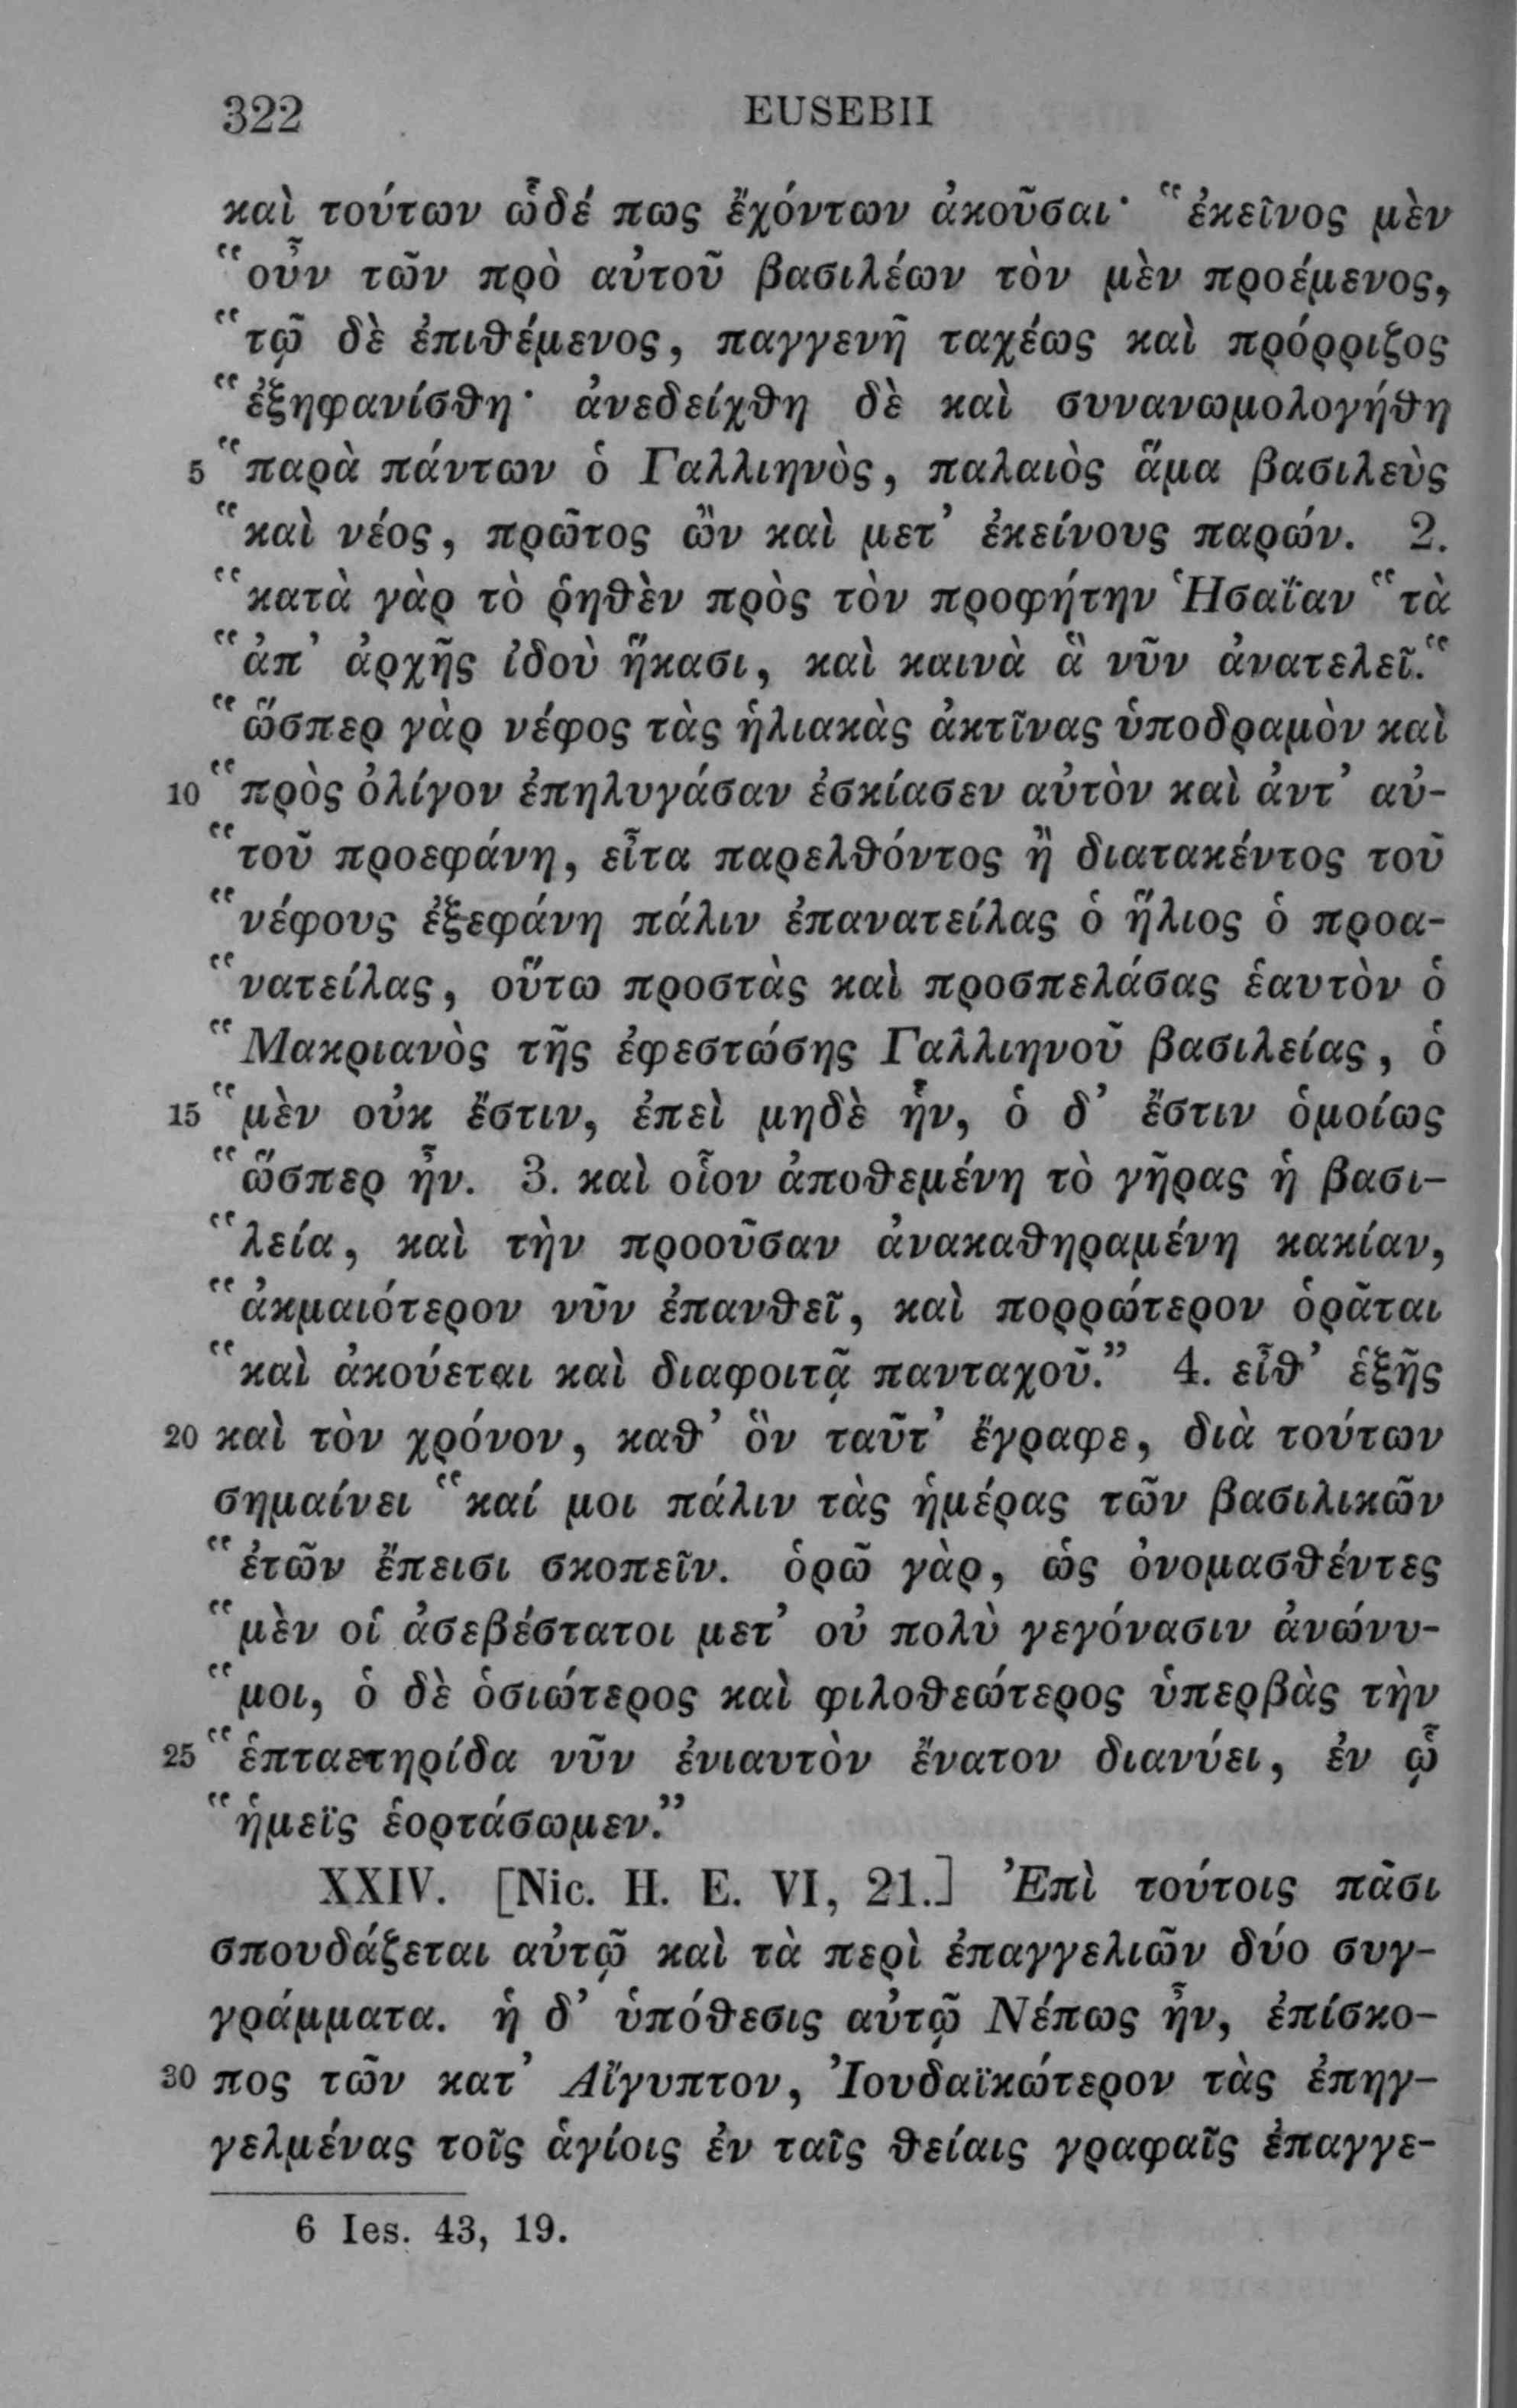 322 EUSEBII
καὶ τούτων ὧδέ πως ἔχόντων ἀκοῦσαι· “ἐκεῖνος μὲν
“οὖν τῶν πρὸ αὐτοῦ βασιλέων τὸν μὲν προέμενος,
“τῷ δὲ ἐπιθέμενος, παγγενῆ ταχέως καὶ πρόρριζος
“ἐξηφανίσθη· ἀνεδείχθη δὲ καὶ συνανωμολογήθη
5 “παρὰ πάντων ὁ Γαλλιηνὸς, παλαιὸς ἅμα βασιλεὺς
“καὶ νέος, πρῶτος ὢν καὶ μετ’ ἐκείνους παρών. 2.
“κατὰ γὰρ τὸ ῥηθὲν πρὸς τὸν προφήτην Ἡσαΐαν “τὰ
“ἀπ’ ἀρχῆς ἰδοὺ ἥκασι, καὶ καινὰ ἃ νῦν ἀνατελεῖ.“
“ὥσπερ γὰρ νέφος τὰς ἡλιακὰς ἀκτῖνας ὑποδραμὸν καὶ
10 “πρὸς ὀλίγον ἐπηλυγάσαν ἐσκίασεν αὐτὸν καὶ ἀντ’ αὐ-
“τοῦ προεφάνη, εἶτα παρελθόντος ἢ διατακέντος τοῦ
“νέφους ἐξεφάνη πάλιν ἐπανατείλας ὁ ἥλιος ὁ προα-
“νατείλας, οὕτω προστὰς καὶ προσπελάσας ἑαυτὸν ὁ
“Μακριανὸς τῆς ἐφεστώσης Γαλλιηνοῦ βασιλείας, ὁ
15 “μὲν οὐκ ἔστιν, ἐπεὶ μηδὲ ἦν, ὁ δ’ ἔστιν ὁμοίως
“ὥσπερ ἦν. 3. καὶ οἷον ἀποθεμένη τὸ γῆρας ἡ βασι-
“λεία, καὶ τὴν προοῦσαν ἀνακαθηραμένη κακίαν,
“ἀκμαιότερον νῦν ἐπανθεῖ, καὶ πορρώτερον ὁρᾶται
“καὶ ἀκούεται καὶ διαφοιτᾷ πανταχοῦ.” 4. εἶθ’ ἑξῆς
20 καὶ τὸν χρόνον, καθ’ ὃν ταῦτ’ ἔγραφε, διὰ τούτων
σημαίνει “καί μοι πάλιν τὰς ἡμέρας τῶν βασιλικῶν
“ἐτῶν ἔπεισι σκοπεῖν. ὁρῶ γὰρ, ὡς ὀνομασθέντες
“μὲν οἱ ἀσεβέστατοι μετ’ οὐ πολὺ γεγόνασιν ἀνώνυ-
“μοι, ὁ δὲ ὁσιώτερος καὶ φιλοθεώτερος ὑπερβὰς τὴν
25 “ἑπταετηρίδα νῦν ἐνιαυτὸν ἔνατον διανύει, ἐν ᾧ
“ἡμεῖς ἑορτάσωμεν.”
XXIV. [Nic. H. E. VI, 21.] Ἐπὶ τούτοις πᾶσι
σπουδάζεται αὐτῷ καὶ τὰ περὶ ἐπαγγελιῶν δύο συγ-
γράμματα. ἡ δ’ ὑπόθεσις αὐτῷ Νέπως ἦν, ἐπίσκο-
30 πος τῶν κατ’ Αἴγυπτον, Ἰουδαϊκώτερον τὰς ἐπηγ-
γελμένας τοῖς ἁγίοις ἐν ταῖς θείαις γραφαῖς ἐπαγγε-
6 Ies. 43, 19.